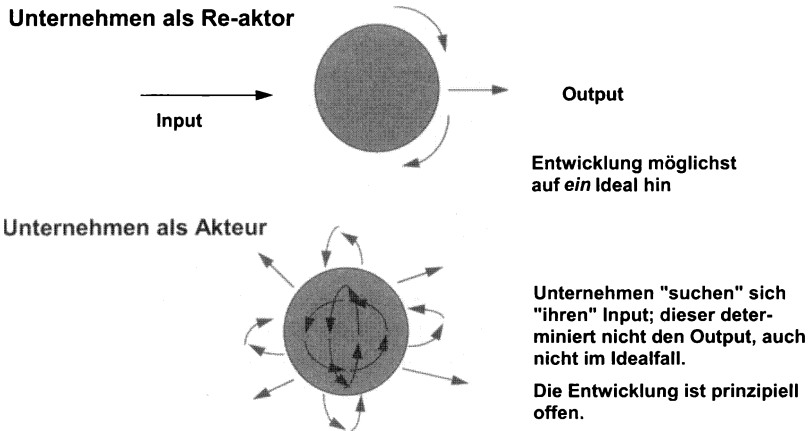 Unternehmen als Re-aktor
Input
Output
Entwicklung möglichst
auf ein Ideal hin
Unternehmen als Akteur
Unternehmen "suchen" sich
"ihren" Input; dieser deter-
miniert nicht den Output, auch
nicht im Idealfall.
Die Entwicklung ist prinzipiell
offen.